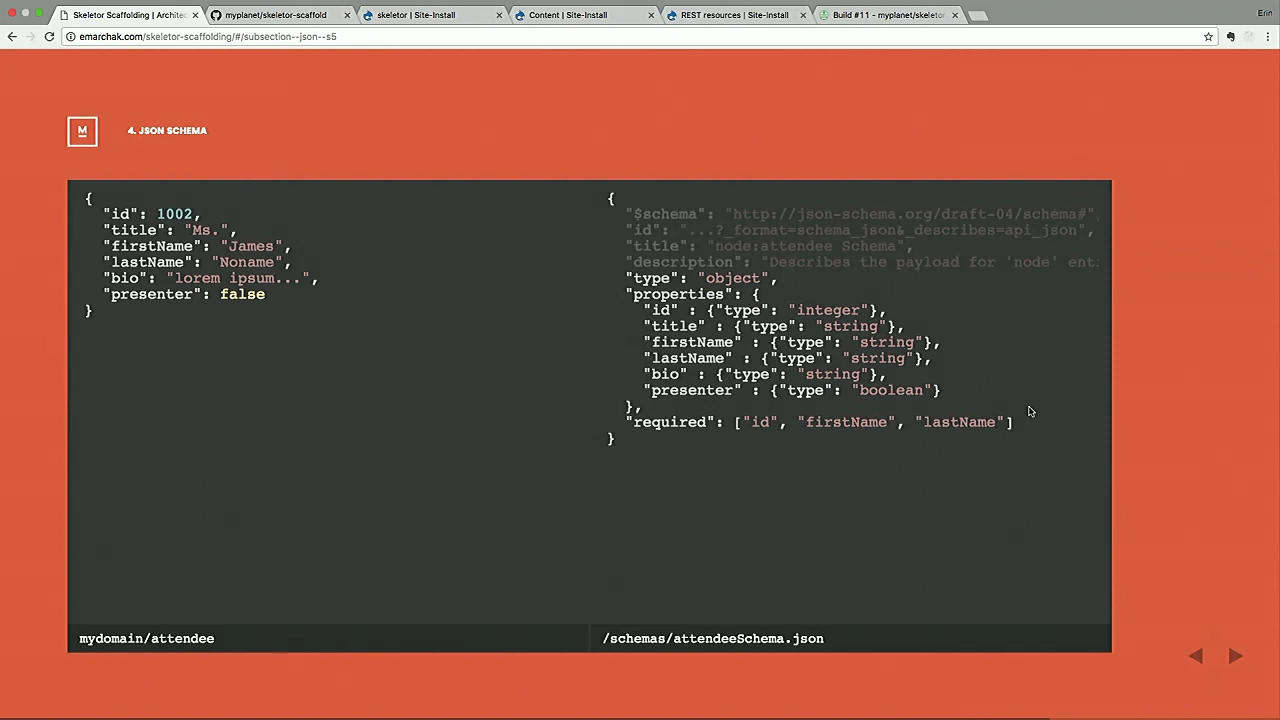 Skeletor Scaffolding | Archite
myplanet/skeletor-scaffold
skeletor | Site-Install
Content | Site-Install
REST resources | Site-Install
Build #11 - myplanet/skeletor
Erin
emarchak.com/skeletor-scaffolding/#/subsection--json--s5
M
4. JSON SCHEMA
{
"id": 1002,
"title": "Ms.",
"firstName": "James",
"lastName": "Noname",
"bio": "lorem ipsum...",
"presenter": false
}
mydomain/attendee
{
"$schema": "http://json-schema.org/draft-04/schema#",
"id": "...?_format=schema_json&_describes=api_json",
"title": "node:attendee Schema",
"description": "Describes the payload for 'node' enti
"type": "object",
"properties": {
"id" : {"type": "integer"},
"title" : {"type": "string"},
"firstName" : {"type": "string"},
"lastName" : {"type": "string"},
"bio" : {"type": "string"},
"presenter" : {"type": "boolean"}
},
"required": ["id", "firstName", "lastName"]
}
/schemas/attendeeSchema.json